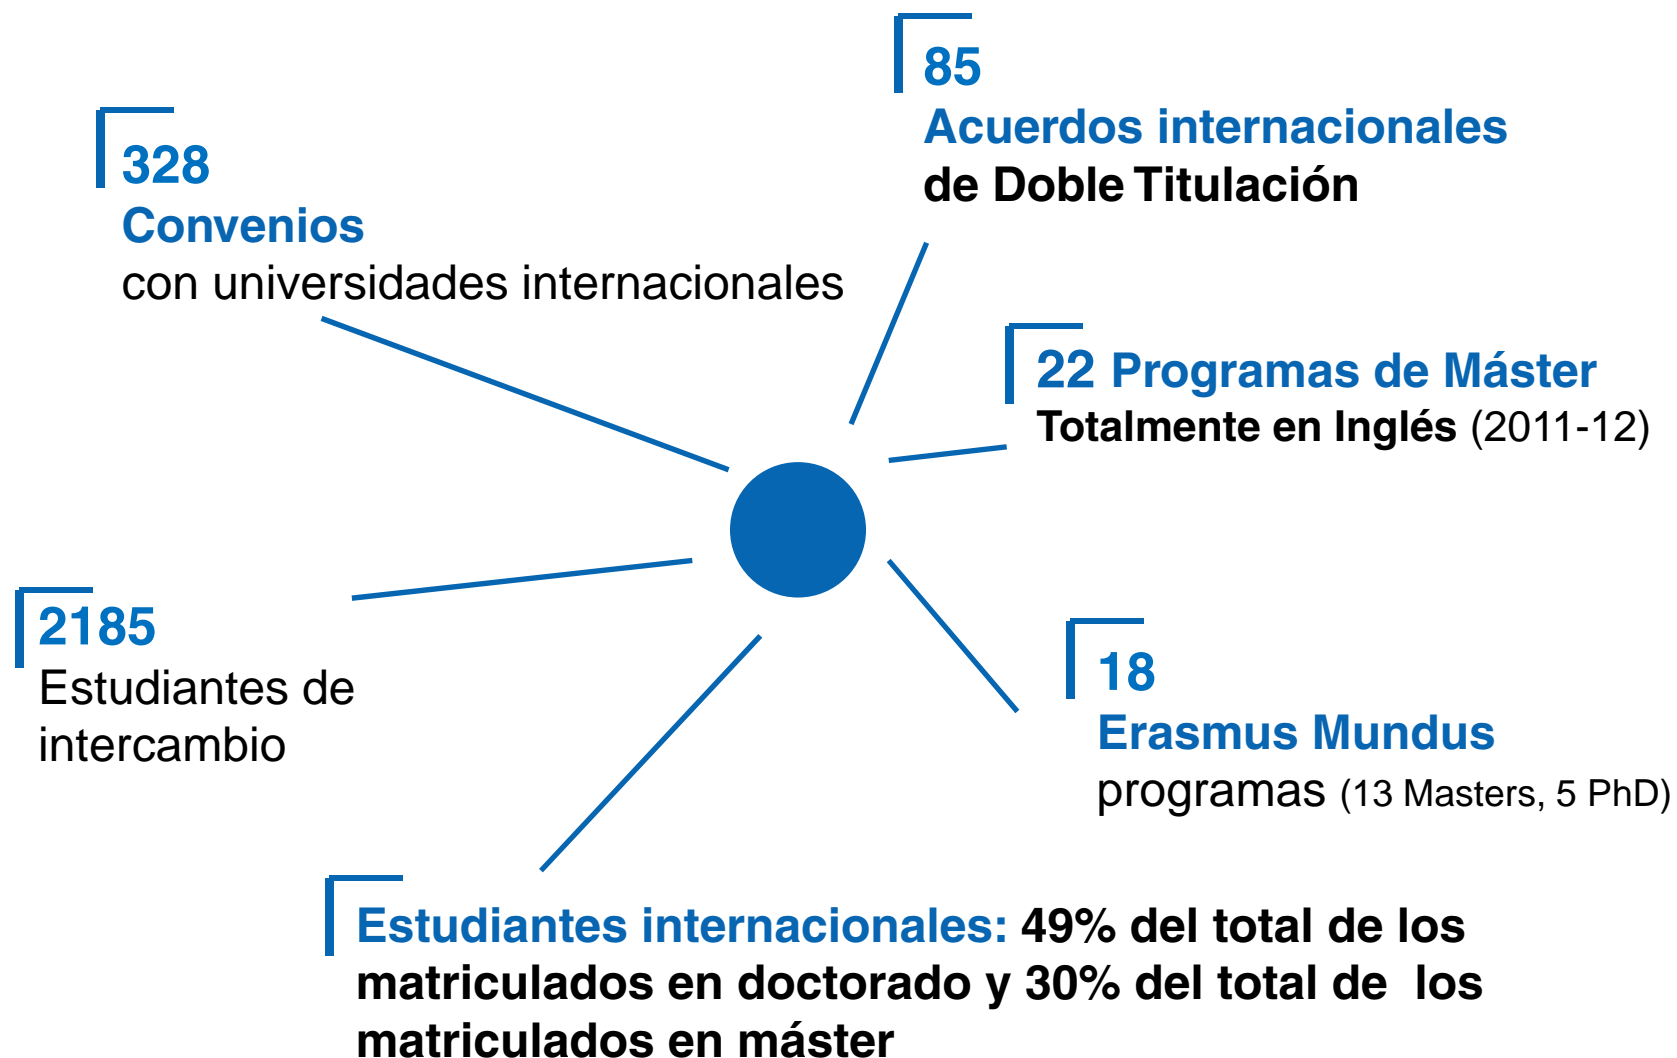 85
Acuerdos internacionales
de Doble Titulación
328
Convenios
con universidades internacionales
22 Programas de Máster
Totalmente en Inglés (2011-12)
2185
Estudiantes de
intercambio
18
Erasmus Mundus
programas (13 Masters, 5 PhD)
Estudiantes internacionales: 49% del total de los
matriculados en doctorado y 30% del total de los
matriculados en máster